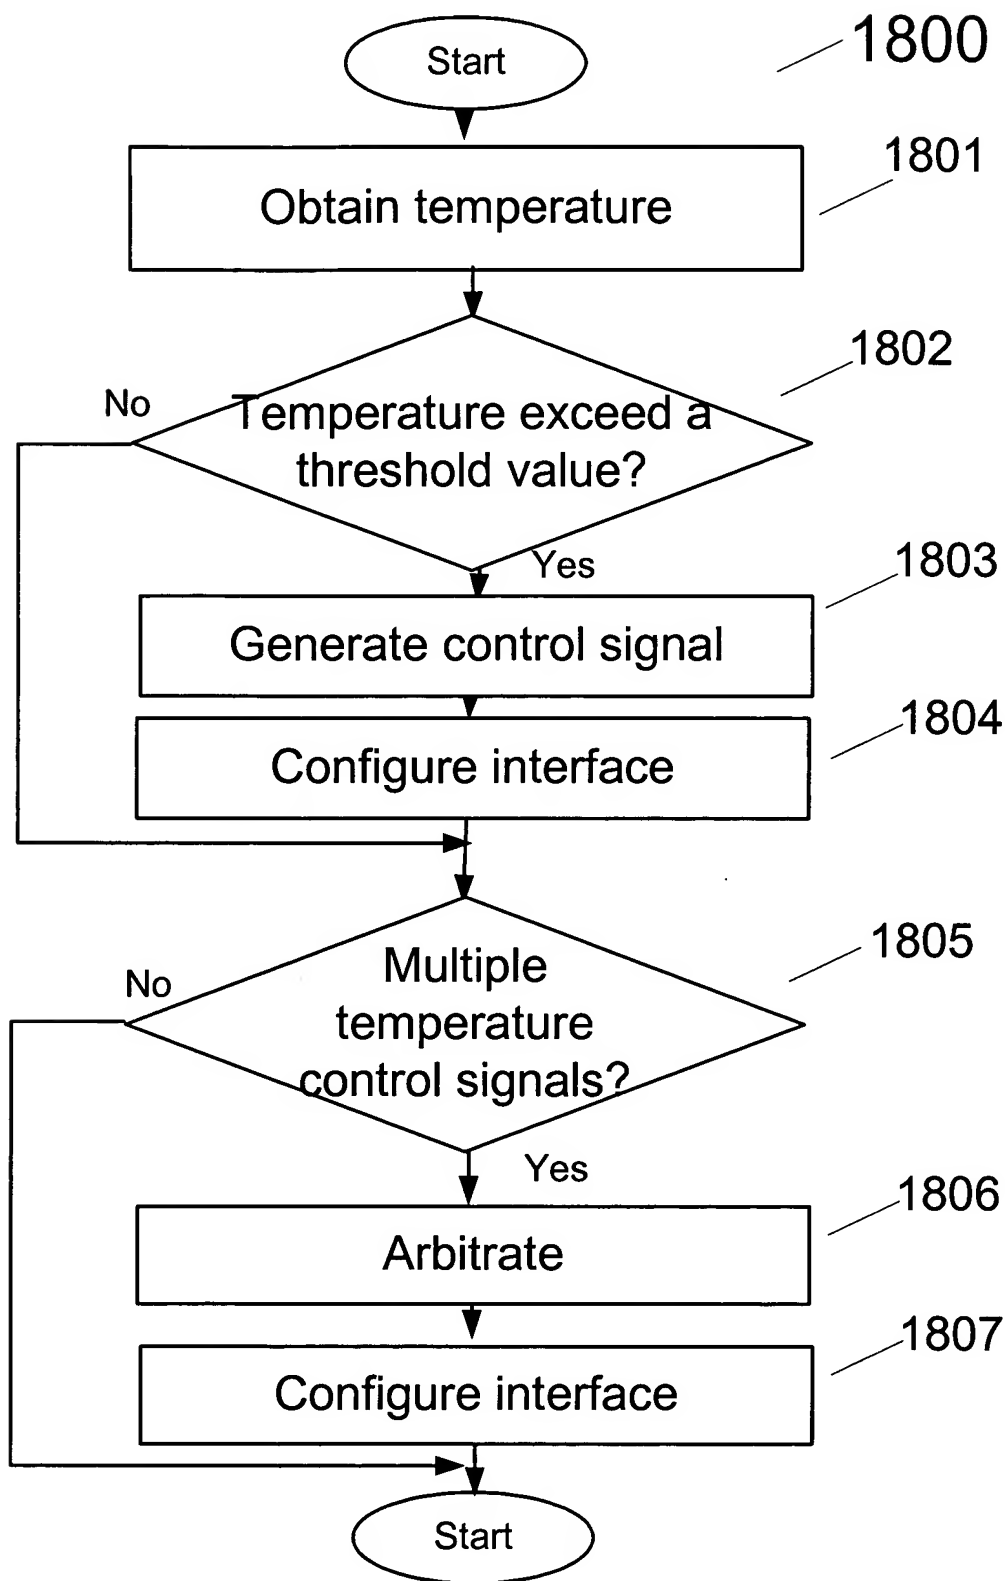 1800
Start
1801
Obtain temperature
1802
No
Temperature exceed a
threshold value?
Yes
1803
Generate control signal
1804
Configure interface
1805
No
Multiple
temperature
control signals?
Yes
1806
Arbitrate
1807
Configure interface
Start